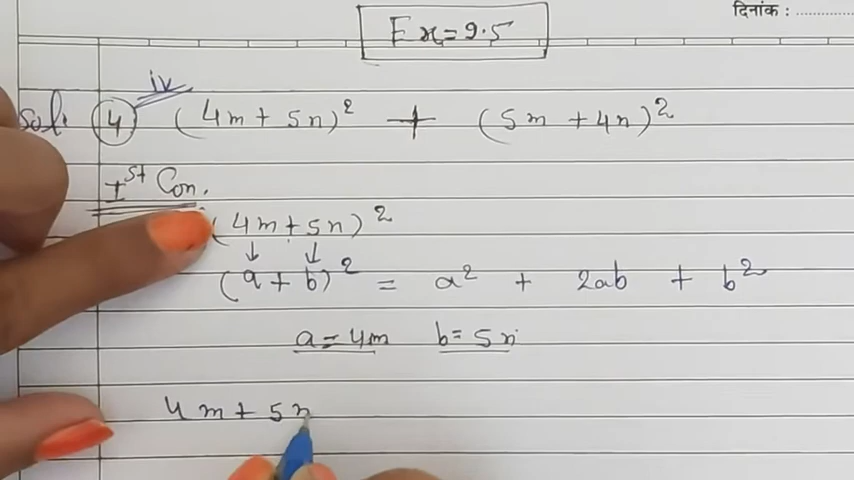 दिनांक : ..............
Ex = 9.5
iv
Sol. 4 (4m + 5n)² + (5m + 4n)²
Iˢᵗ Con.
(4m + 5n)²
↓ ↓
(a + b)² = a² + 2ab + b²
a = 4m b = 5n
4m + 5n